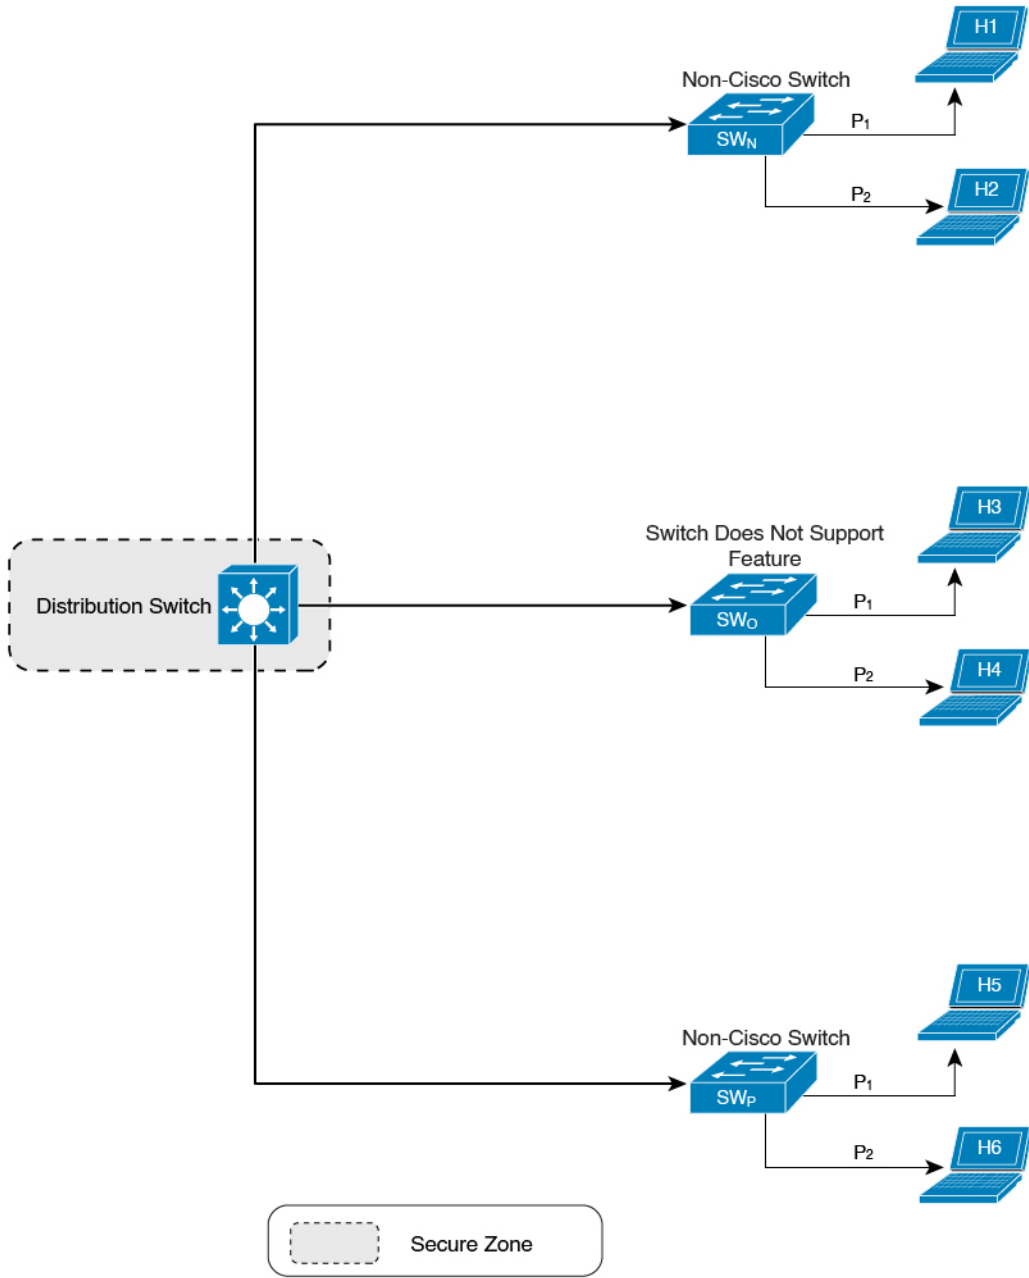 H1
Non-Cisco Switch
SWN
P1
H2
P2
H3
Switch Does Not Support
Feature
Distribution Switch
SWO
P1
H4
P2
H5
Non-Cisco Switch
SWP
P1
H6
P2
Secure Zone